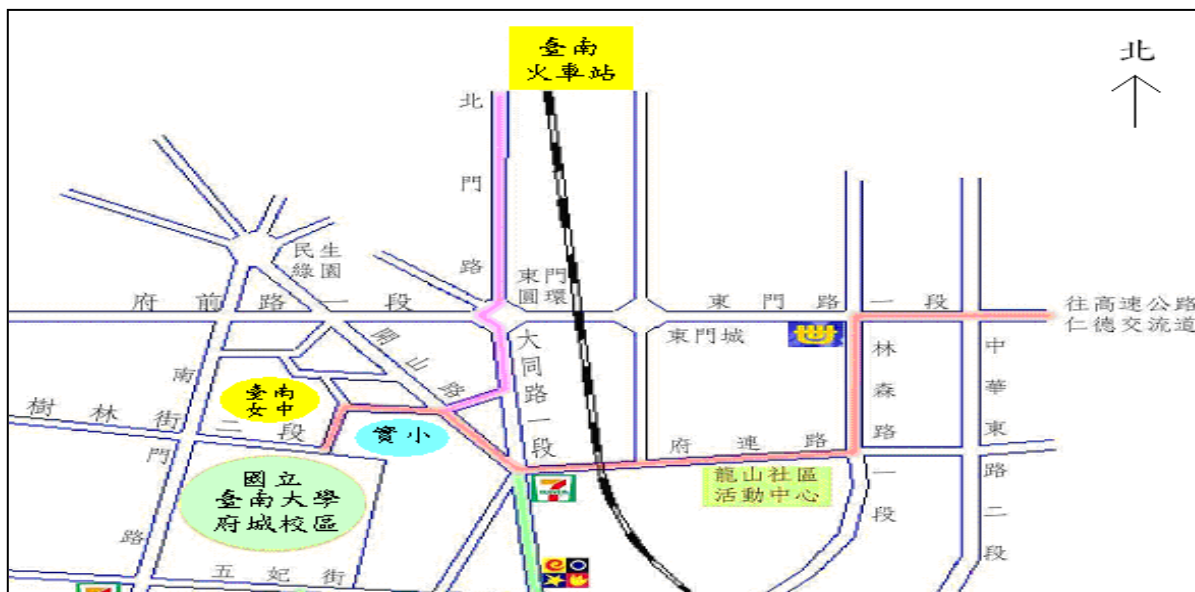 臺南
火車站
北
北門路
民生
綠園
東門
圓環
府前路一段
東門路一段
往高速公路
仁德交流道
東門城
開山路
大同路一段
林森路一段
中華東路二段
南門路
臺南
女中
樹林街二段
實小
府連路
國立
臺南大學
府城校區
龍山社區
活動中心
五妃街